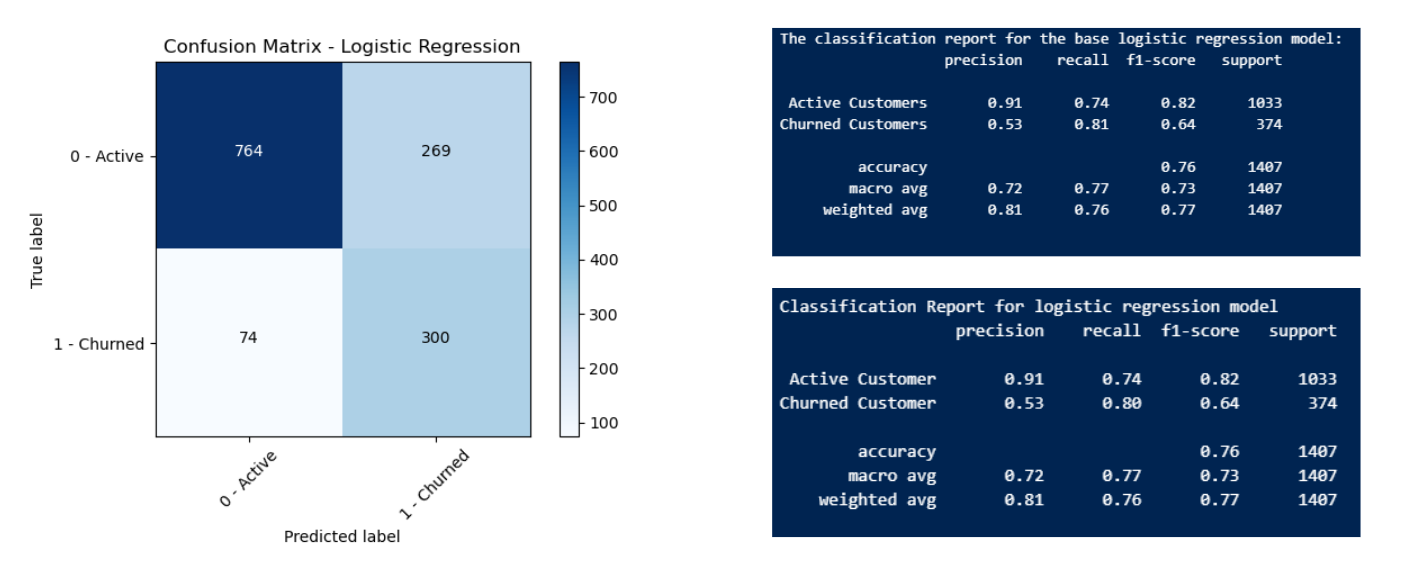 Confusion Matrix - Logistic Regression
700
600
500
400
300
200
100
0 - Active
764
269
1 - Churned
74
300
True label
0 - Active
1 - Churned
Predicted label
The classification report for the base logistic regression model:
precision recall f1-score support
Active Customers 0.91 0.74 0.82 1033
Churned Customers 0.53 0.81 0.64 374
accuracy 0.76 1407
macro avg 0.72 0.77 0.73 1407
weighted avg 0.81 0.76 0.77 1407
Classification Report for logistic regression model
precision recall f1-score support
Active Customer 0.91 0.74 0.82 1033
Churned Customer 0.53 0.80 0.64 374
accuracy 0.76 1407
macro avg 0.72 0.77 0.73 1407
weighted avg 0.81 0.76 0.77 1407